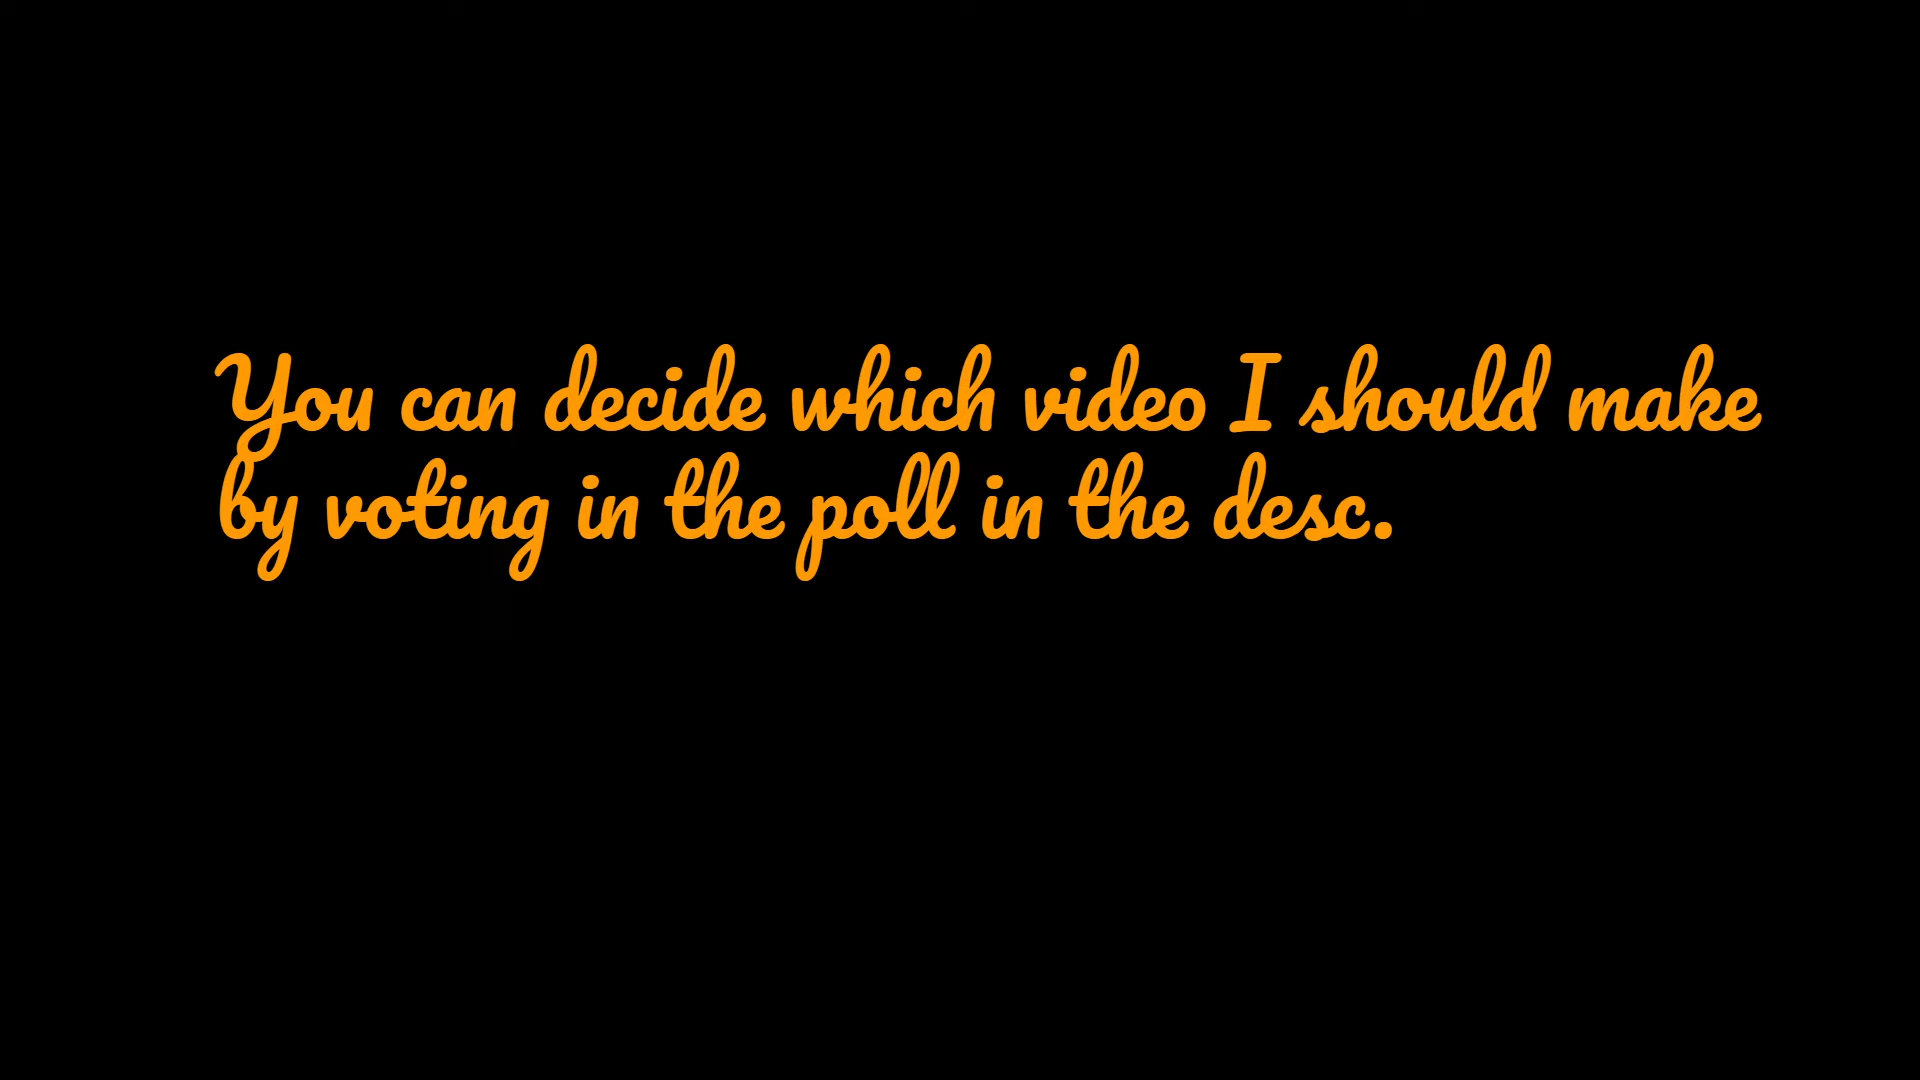 You can decide which video I should make
by voting in the poll in the desc.